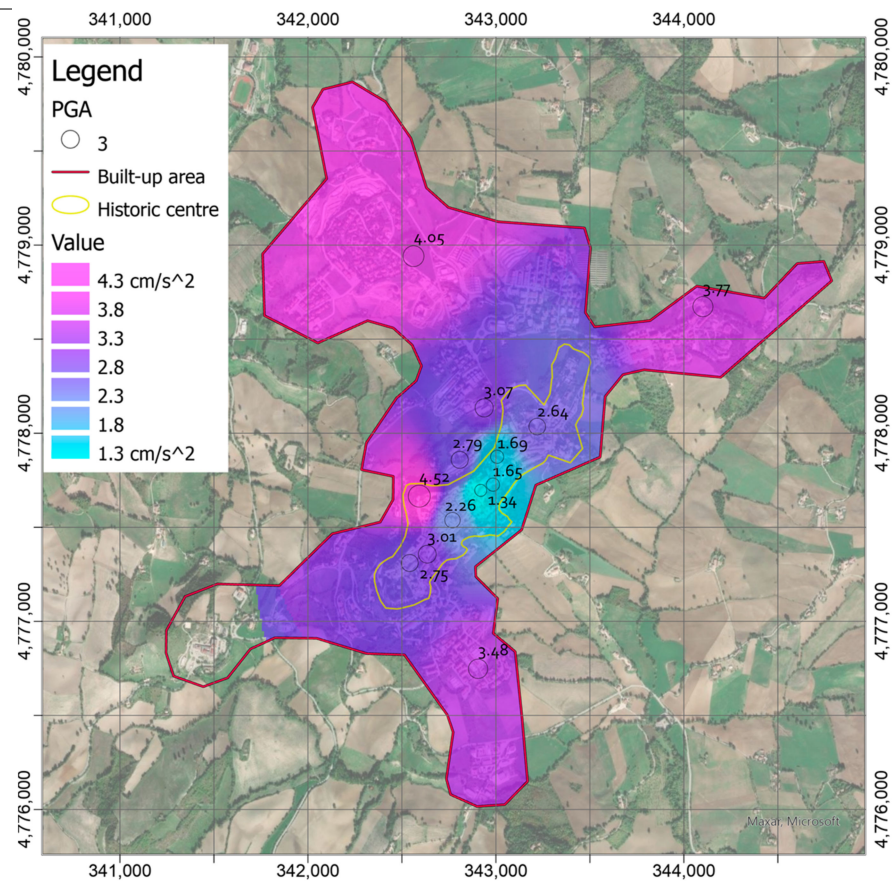 341,000 342,000 343,000 344,000
4,780,000 4,780,000
Legend
PGA
3
Built-up area
Historic centre
Value
4.3 cm/s^2
3.8
3.3
2.8
2.3
1.8
1.3 cm/s^2
4.05
4,779,000 4,779,000
3.77
3.07
2.64
4,778,000 4,778,000
2.79 1.69
4.52 1.65
1.34
2.26
3.01
2.75
4,777,000 4,777,000
3.48
4,776,000 4,776,000
Maxar, Microsoft
341,000 342,000 343,000 344,000